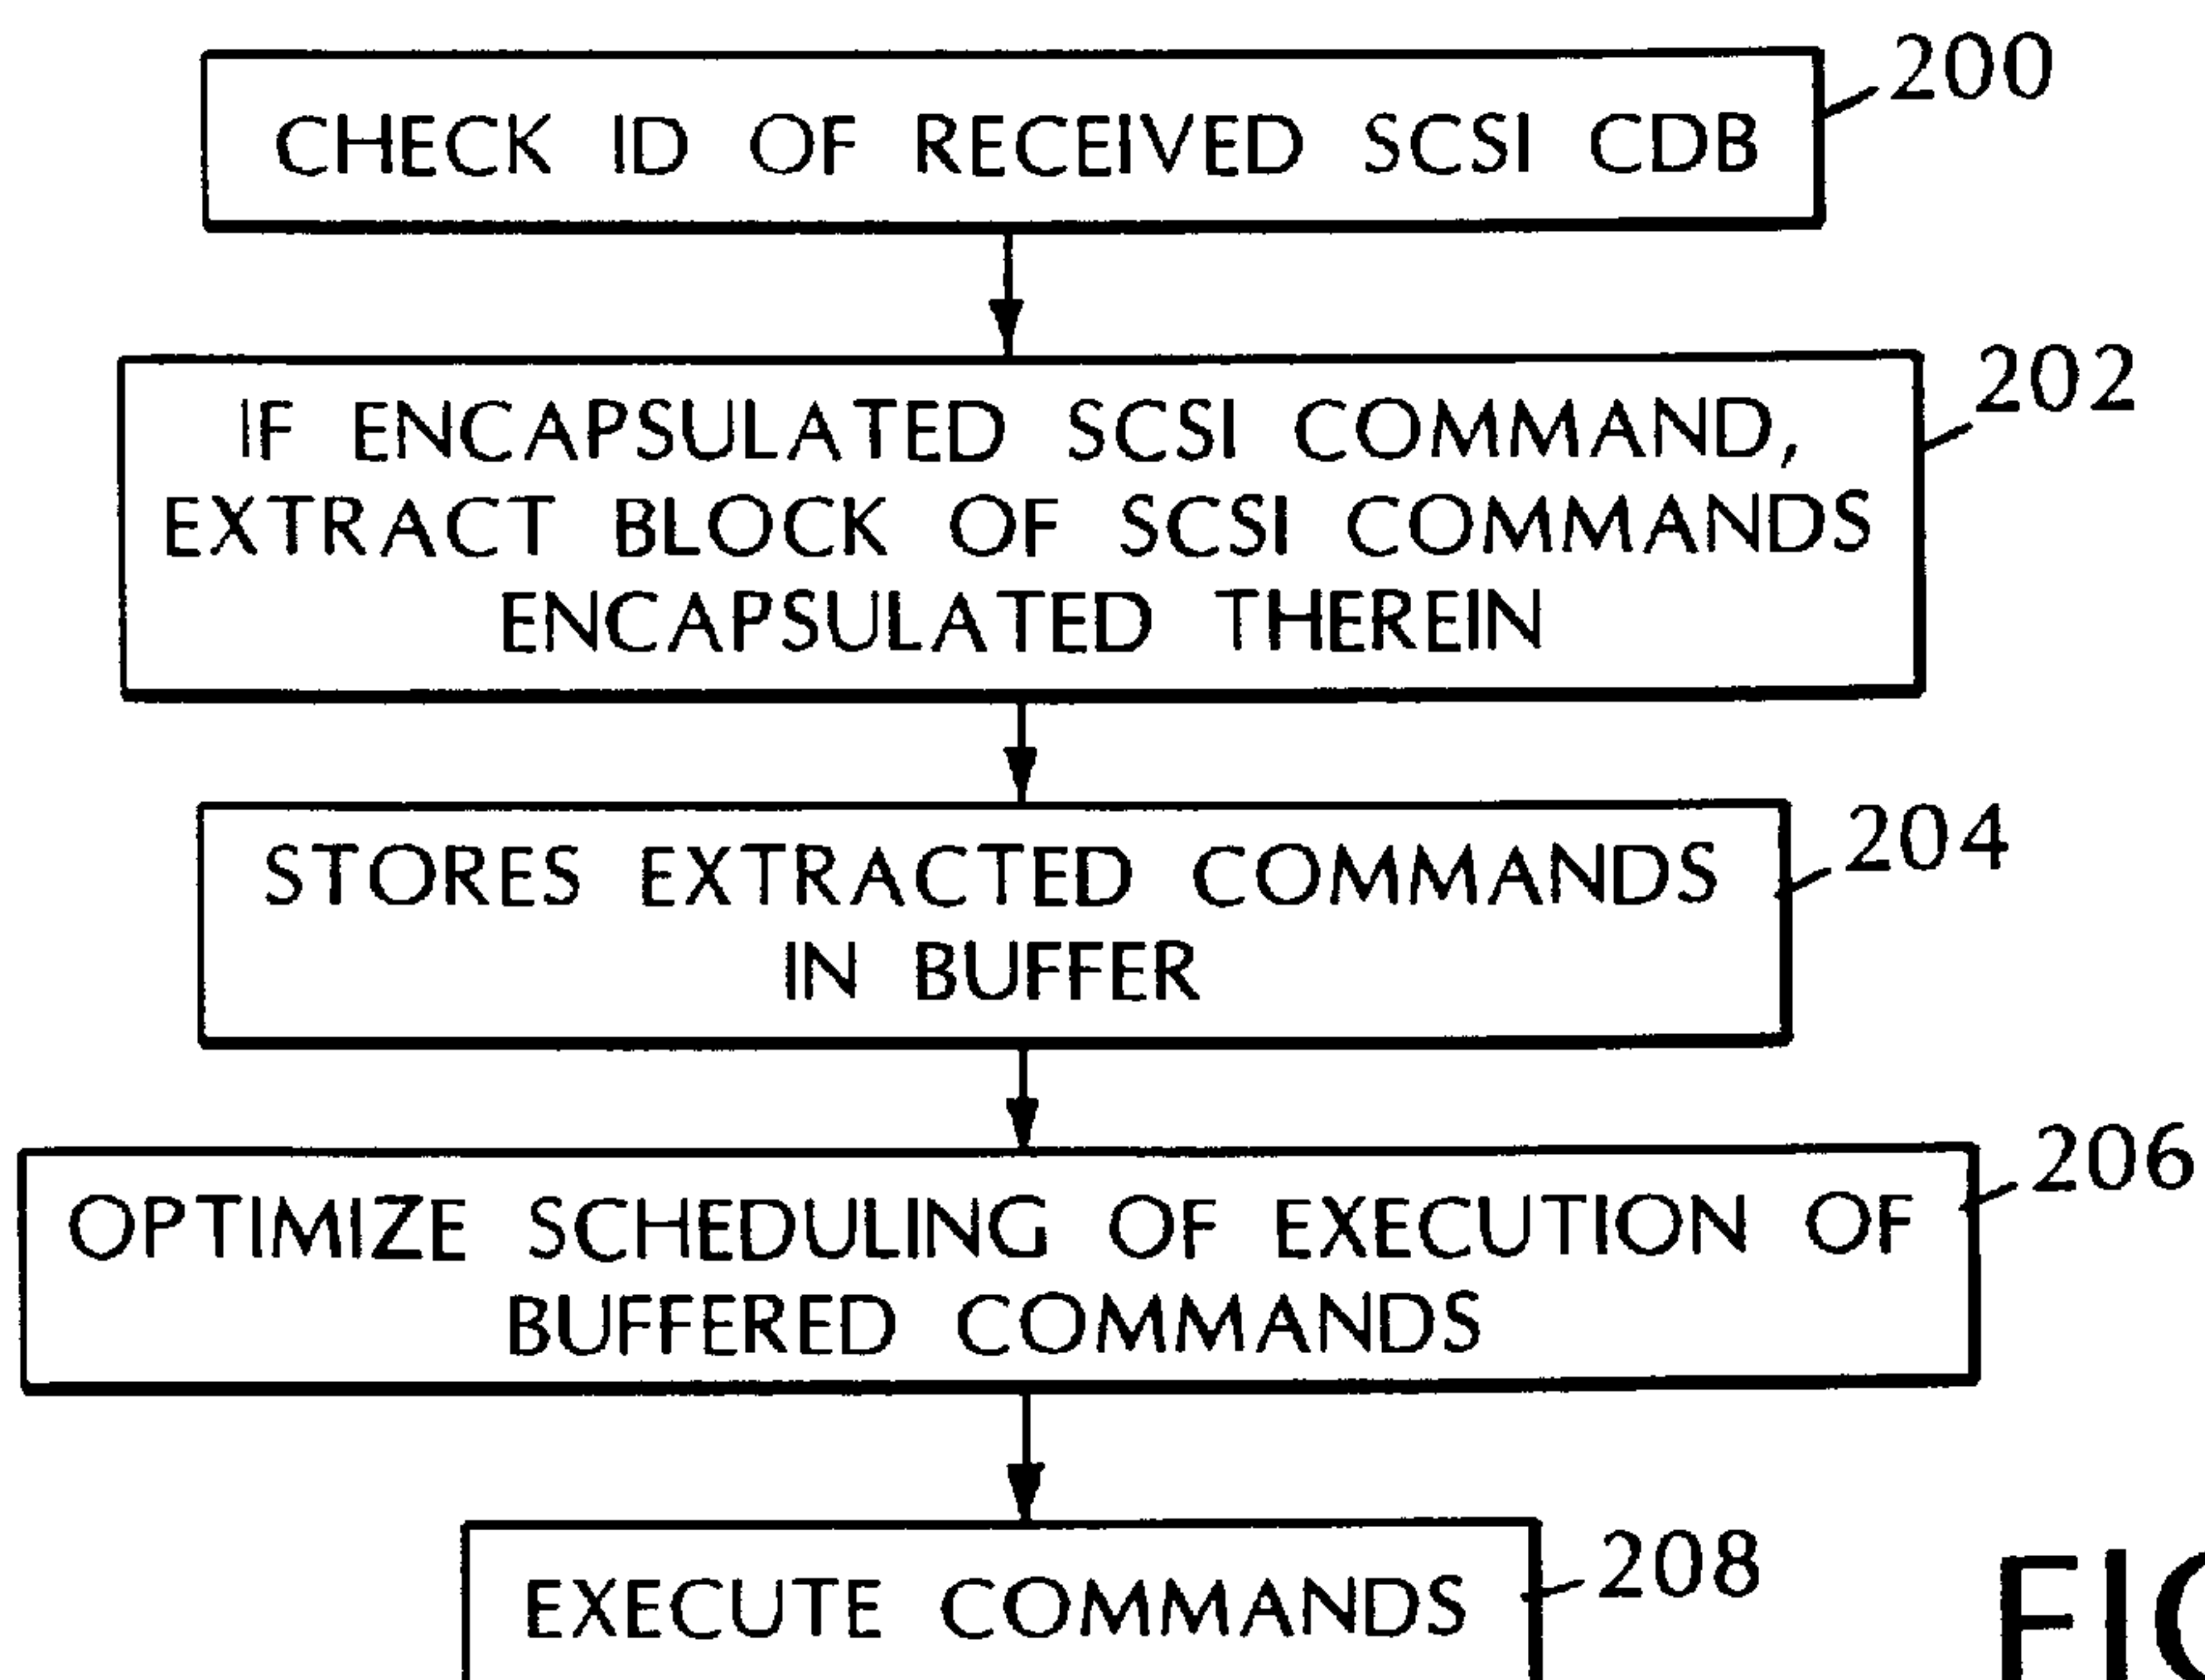 CHECK ID OF RECEIVED SCSI CDB
200
IF ENCAPSULATED SCSI COMMAND,
EXTRACT BLOCK OF SCSI COMMANDS
ENCAPSULATED THEREIN
202
STORES EXTRACTED COMMANDS
IN BUFFER
204
OPTIMIZE SCHEDULING OF EXECUTION OF
BUFFERED COMMANDS
206
EXECUTE COMMANDS
208